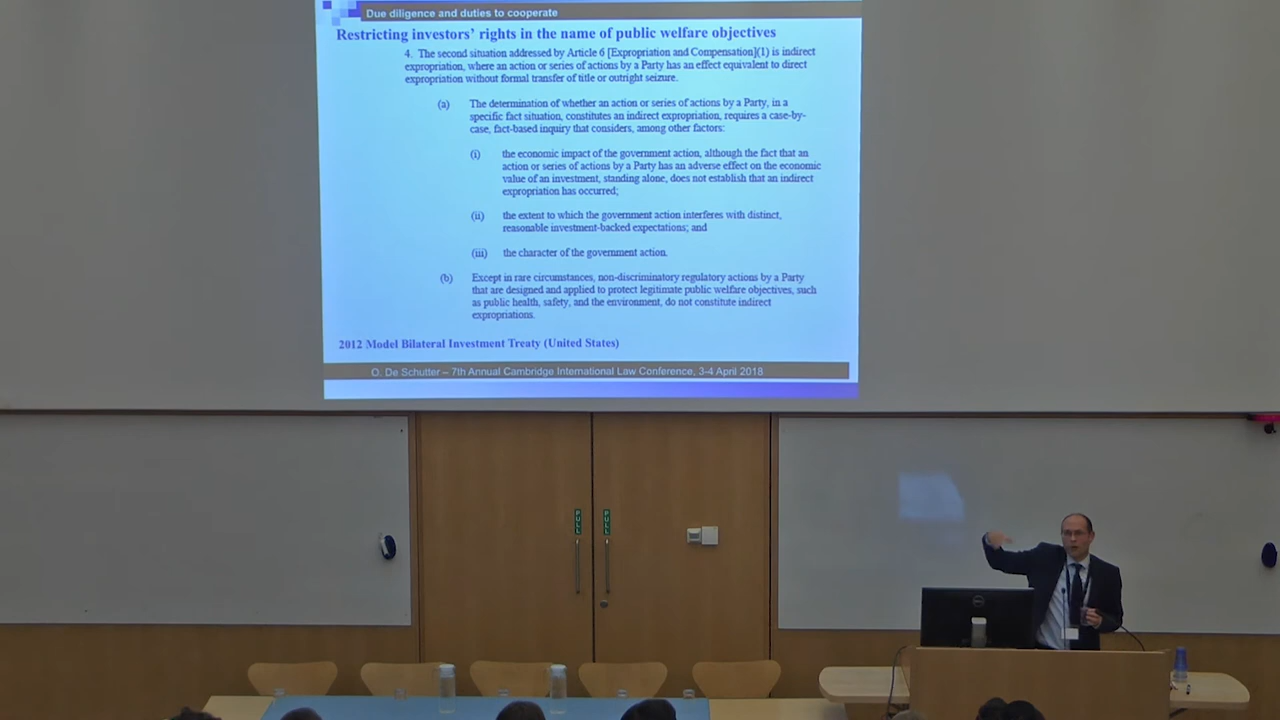 Due diligence and duties to cooperate
Restricting investors' rights in the name of public welfare objectives
4. The second situation addressed by Article 6 [Expropriation and Compensation](1) is indirect
expropriation, where an action or series of actions by a Party has an effect equivalent to direct
expropriation without formal transfer of title or outright seizure.
(a) The determination of whether an action or series of actions by a Party, in a
specific fact situation, constitutes an indirect expropriation, requires a case-by-
case, fact-based inquiry that considers, among other factors:
(i) the economic impact of the government action, although the fact that an
action or series of actions by a Party has an adverse effect on the economic
value of an investment, standing alone, does not establish that an indirect
expropriation has occurred;
(ii) the extent to which the government action interferes with distinct,
reasonable investment-backed expectations; and
(iii) the character of the government action.
(b) Except in rare circumstances, non-discriminatory regulatory actions by a Party
that are designed and applied to protect legitimate public welfare objectives, such
as public health, safety, and the environment, do not constitute indirect
expropriations.
2012 Model Bilateral Investment Treaty (United States)
O. De Schutter – 7th Annual Cambridge International Law Conference, 3-4 April 2018
PULL
PULL
DELL